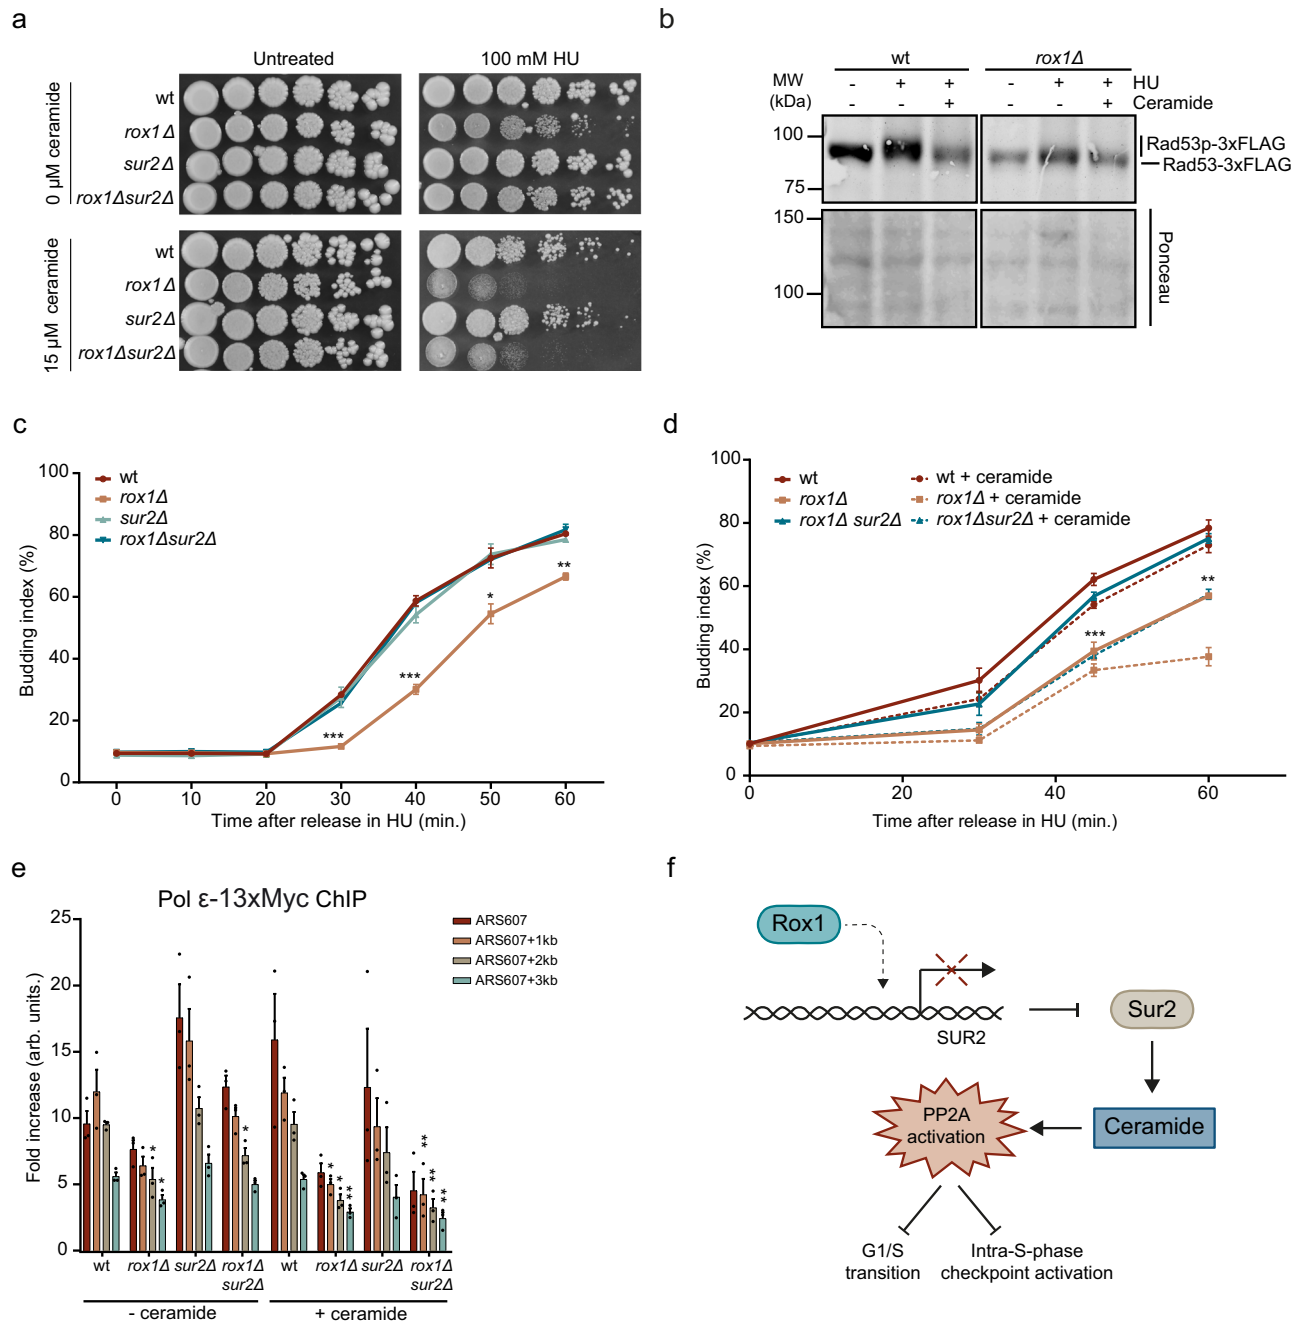 a
Untreated
100 mM HU
0 µM ceramide
wt
rox1Δ
sur2Δ
rox1Δsur2Δ
15 µM ceramide
wt
rox1Δ
sur2Δ
rox1Δsur2Δ
b
wt
rox1Δ
MW
(kDa)
- + + - + + HU
- - + - - + Ceramide
100
75
Rad53p-3xFLAG
Rad53-3xFLAG
150
100
Ponceau
c
Budding index (%)
100
80
60
40
20
0
wt
rox1Δ
sur2Δ
rox1Δsur2Δ
***
***
*
**
0 10 20 30 40 50 60
Time after release in HU (min.)
d
Budding index (%)
100
80
60
40
20
0
wt
rox1Δ
rox1Δ sur2Δ
wt + ceramide
rox1Δ + ceramide
rox1Δsur2Δ + ceramide
***
**
0 20 40 60
Time after release in HU (min.)
e
Pol ε-13xMyc ChIP
Fold increase (arb. units.)
25
20
15
10
5
0
ARS607
ARS607+1kb
ARS607+2kb
ARS607+3kb
* * * * * ** ** ** **
wt rox1Δ sur2Δ rox1Δ wt rox1Δ sur2Δ rox1Δ
sur2Δ sur2Δ
- ceramide + ceramide
f
Rox1
SUR2
Sur2
PP2A
activation
Ceramide
G1/S
transition
Intra-S-phase
checkpoint activation